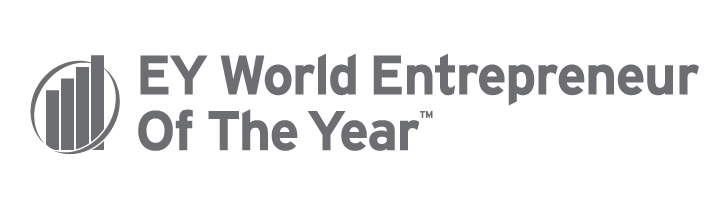 EY World Entrepreneur
Of The Year™